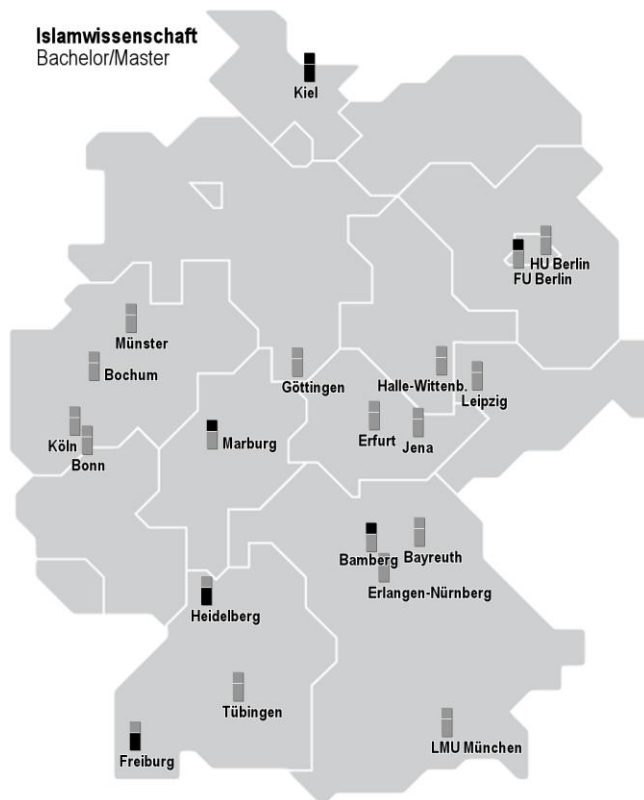 Islamwissenschaft
Bachelor/Master
Kiel
HU Berlin
FU Berlin
Münster
Bochum
Göttingen
Halle-Wittenb.
Leipzig
Köln
Bonn
Marburg
Erfurt
Jena
Bamberg
Bayreuth
Erlangen-Nürnberg
Heidelberg
Tübingen
Freiburg
LMU München